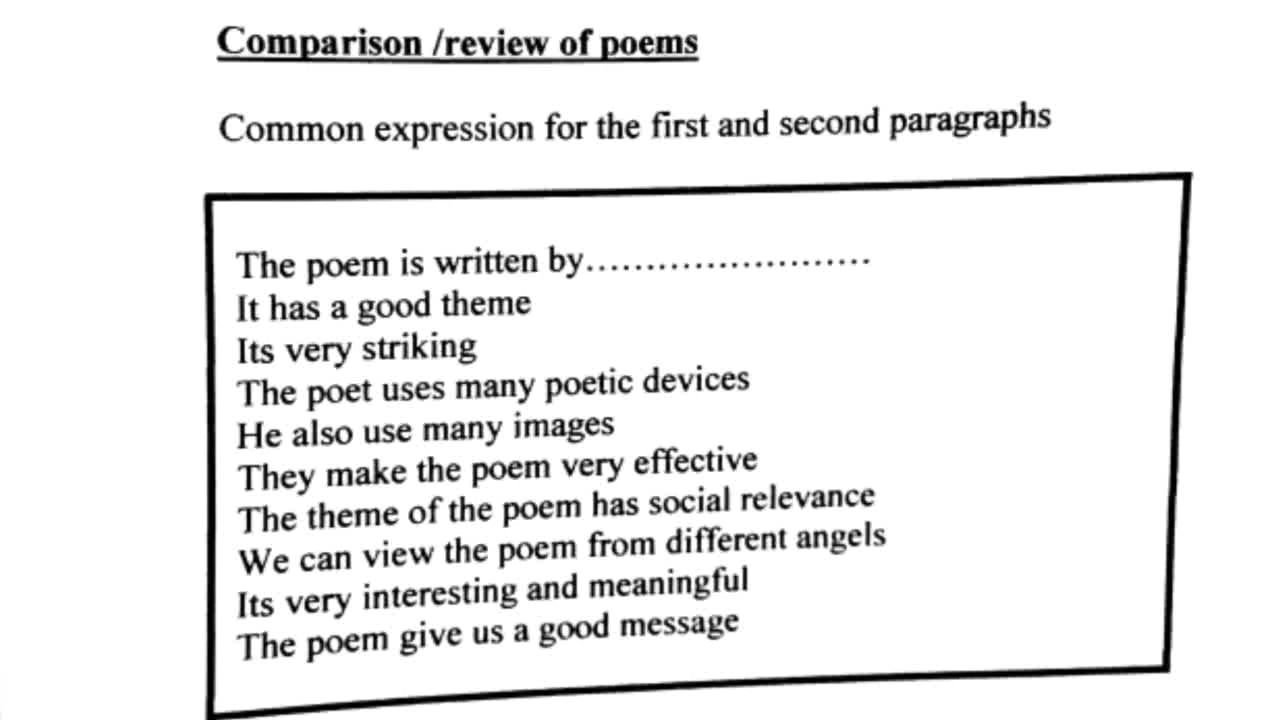 Comparison /review of poems
Common expression for the first and second paragraphs
The poem is written by........................
It has a good theme
Its very striking
The poet uses many poetic devices
He also use many images
They make the poem very effective
The theme of the poem has social relevance
We can view the poem from different angels
Its very interesting and meaningful
The poem give us a good message